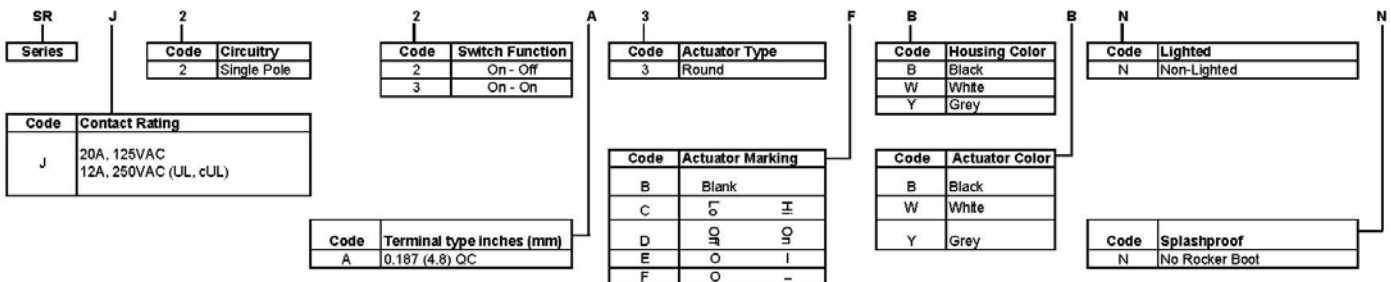 SR J 2 2 A 3 F B B N N
Series
Code Circuitry
2 Single Pole
Code Switch Function
2 On - Off
3 On - On
Code Actuator Type
3 Round
Code Housing Color
B Black
W White
Y Grey
Code Lighted
N Non-Lighted
Code Contact Rating
J 20A, 125VAC
12A, 250VAC (UL, cUL)
Code Terminal type inches (mm)
A 0.187 (4.8) QC
Code Actuator Marking
B Blank
C Lo Hi
D Off On
E O I
F O –
Code Actuator Color
B Black
W White
Y Grey
Code Splashproof
N No Rocker Boot